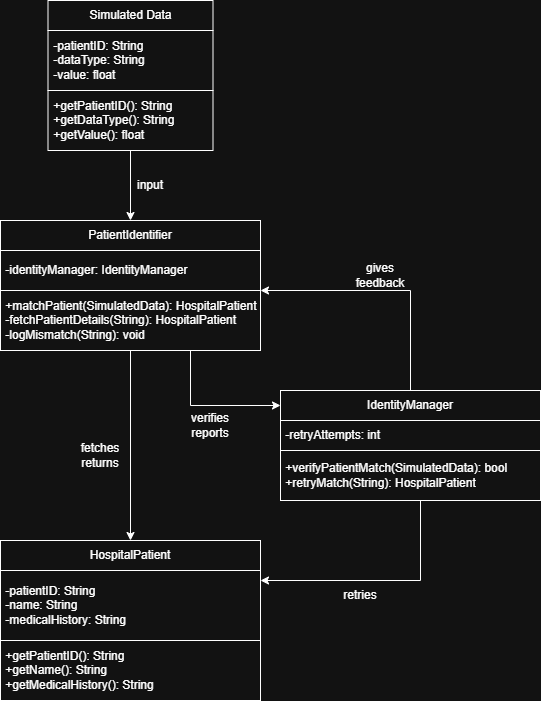 Simulated Data
-patientID: String
-dataType: String
-value: float
+getPatientID(): String
+getDataType(): String
+getValue(): float
input
PatientIdentifier
-identityManager: IdentityManager
+matchPatient(SimulatedData): HospitalPatient
-fetchPatientDetails(String): HospitalPatient
-logMismatch(String): void
gives
feedback
verifies
reports
IdentityManager
-retryAttempts: int
+verifyPatientMatch(SimulatedData): bool
+retryMatch(String): HospitalPatient
fetches
returns
HospitalPatient
-patientID: String
-name: String
-medicalHistory: String
+getPatientID(): String
+getName(): String
+getMedicalHistory(): String
retries